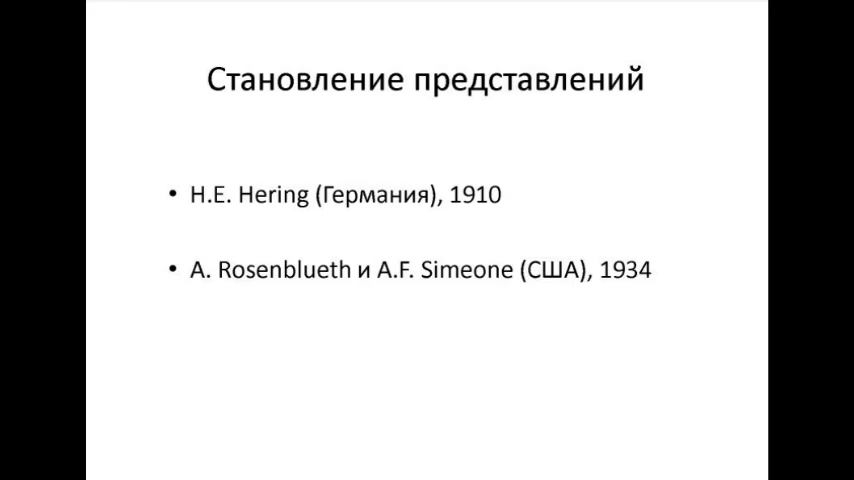 Становление представлений
• H.E. Hering (Германия), 1910
• A. Rosenblueth и A.F. Simeone (США), 1934